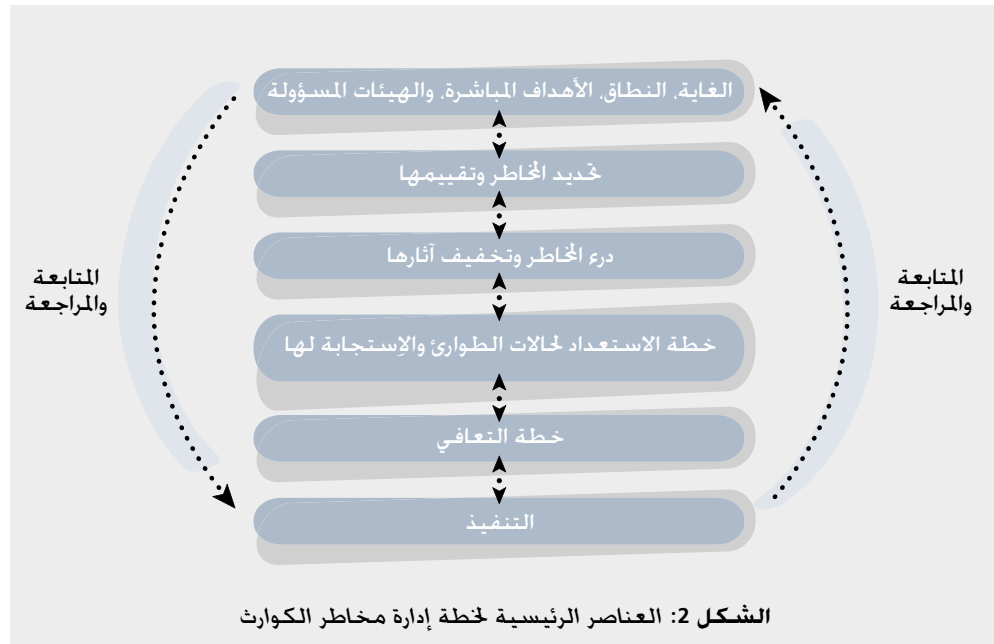 الغاية، النطاق، الأهداف المباشرة، والهيئات المسؤولة
تحديد المخاطر وتقييمها
درء المخاطر وتخفيف آثارها
المتابعة
والمراجعة
المتابعة
والمراجعة
خطة الاستعداد لحالات الطوارئ والإستجابة لها
خطة التعافي
التنفيذ
الشكل 2: العناصر الرئيسية لخطة إدارة مخاطر الكوارث